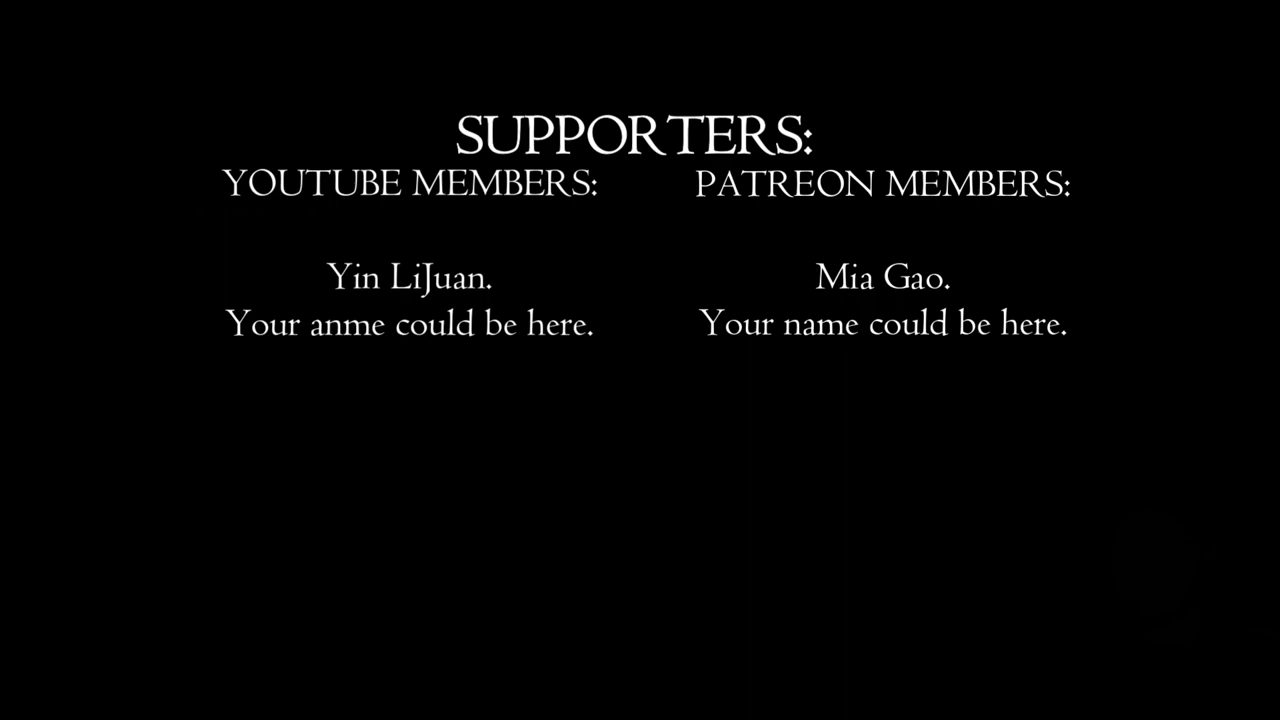 SUPPORTERS:
YOUTUBE MEMBERS:
Yin LiJuan.
Your anme could be here.
PATREON MEMBERS:
Mia Gao.
Your name could be here.